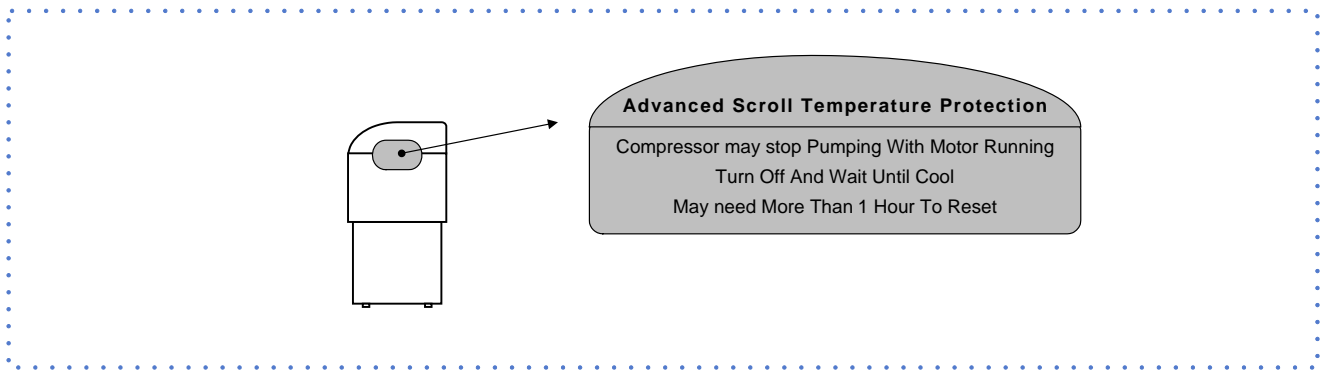 Advanced Scroll Temperature Protection
Compressor may stop Pumping With Motor Running
Turn Off And Wait Until Cool
May need More Than 1 Hour To Reset